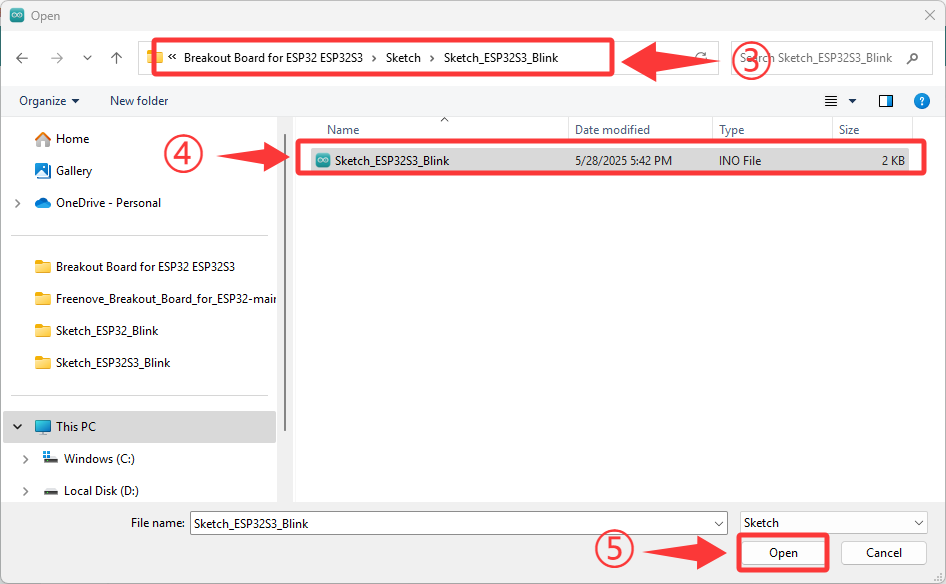 Open
« Breakout Board for ESP32 ESP32S3 > Sketch > Sketch_ESP32S3_Blink
③
Search Sketch_ESP32S3_Blink
Organize
New folder
Name
Date modified
Type
Size
Home
④
Sketch_ESP32S3_Blink
5/28/2025 5:42 PM
INO File
2 KB
Gallery
OneDrive - Personal
Breakout Board for ESP32 ESP32S3
Freenove_Breakout_Board_for_ESP32-mai
Sketch_ESP32_Blink
Sketch_ESP32S3_Blink
This PC
Windows (C:)
Local Disk (D:)
File name:
Sketch_ESP32S3_Blink
Sketch
⑤
Open
Cancel